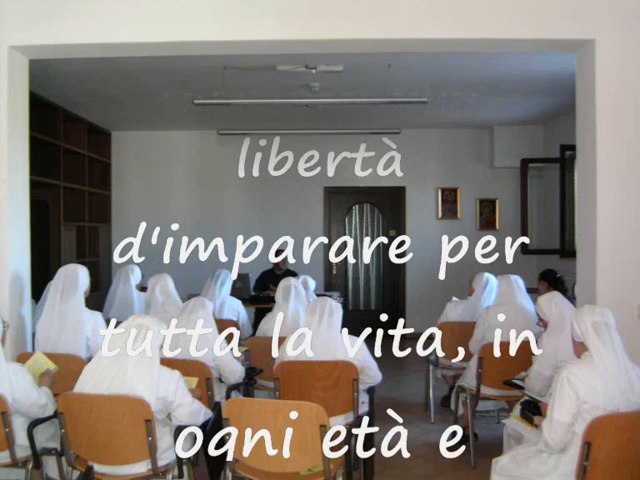 libertà
d'imparare per
tutta la vita, in
ogni età e